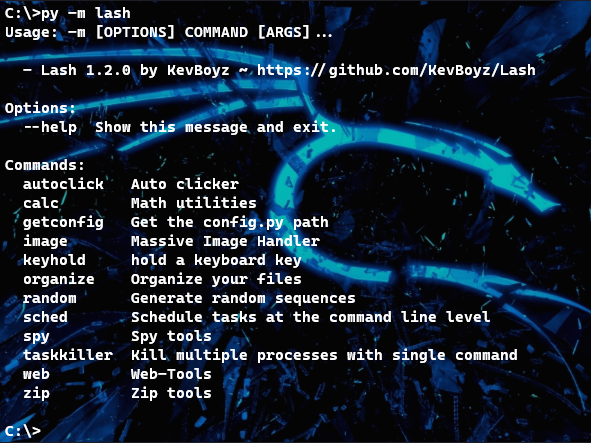 C:\>py -m lash
Usage: -m [OPTIONS] COMMAND [ARGS]...
- Lash 1.2.0 by KevBoyz ~ https://github.com/KevBoyz/Lash
Options:
--help  Show this message and exit.
Commands:
autoclick   Auto clicker
calc        Math utilities
getconfig   Get the config.py path
image       Massive Image Handler
keyhold     hold a keyboard key
organize    Organize your files
random      Generate random sequences
sched       Schedule tasks at the command line level
spy         Spy tools
taskkiller  Kill multiple processes with single command
web         Web-Tools
zip         Zip tools
C:\>